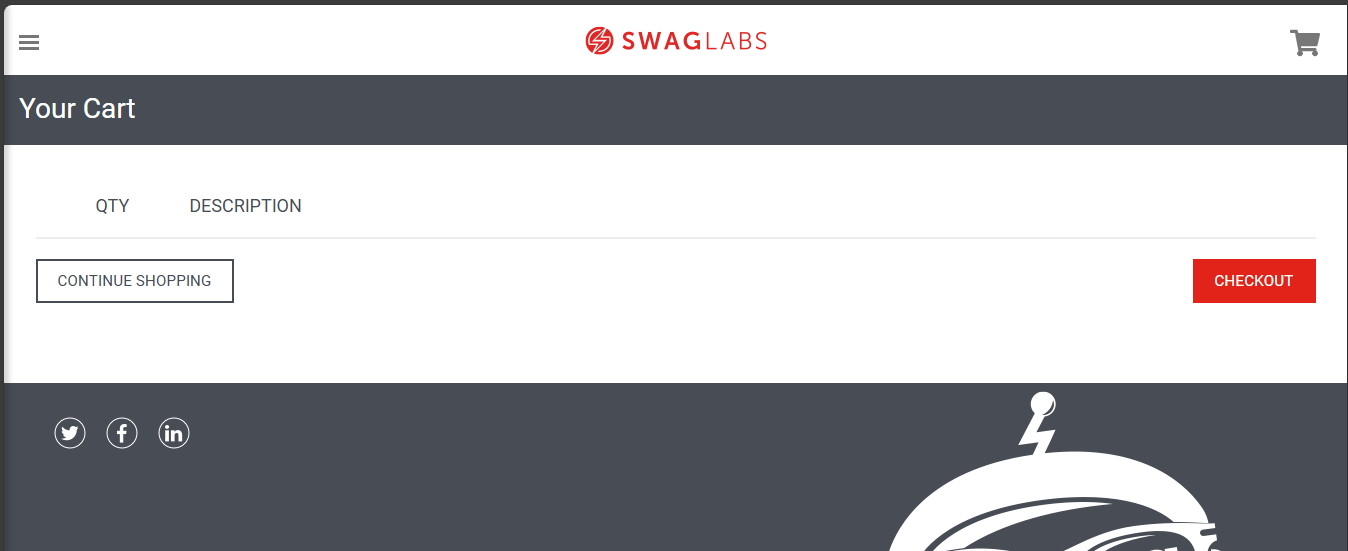 SWAGLABS
Your Cart
QTY DESCRIPTION
CONTINUE SHOPPING CHECKOUT